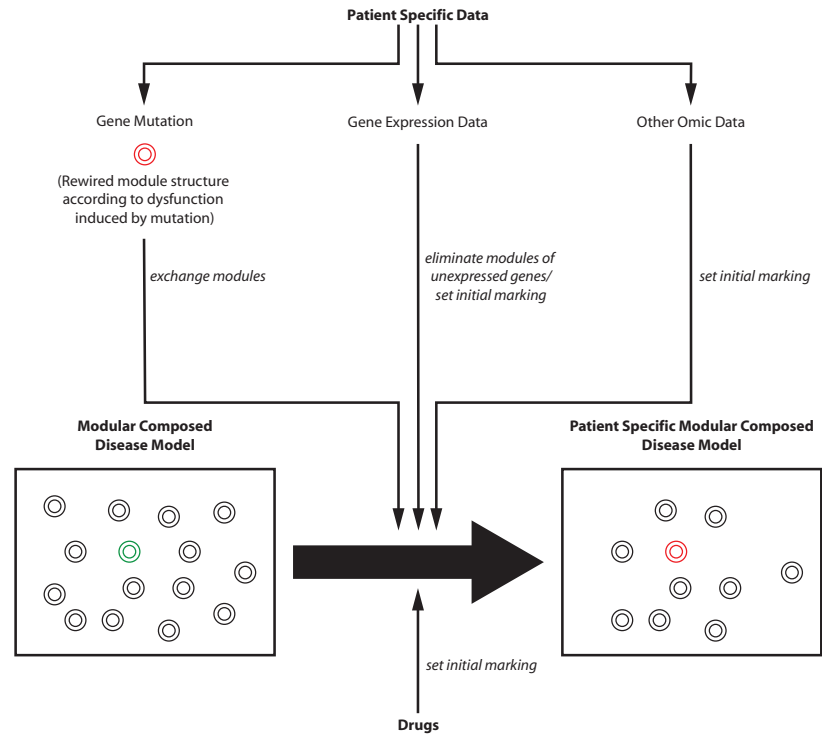 Patient Specific Data
Gene Mutation
Gene Expression Data
Other Omic Data
(Rewired module structure
according to dysfunction
induced by mutation)
exchange modules
eliminate modules of
unexpressed genes/
set initial marking
set initial marking
Modular Composed
Disease Model
Patient Specific Modular Composed
Disease Model
set initial marking
Drugs